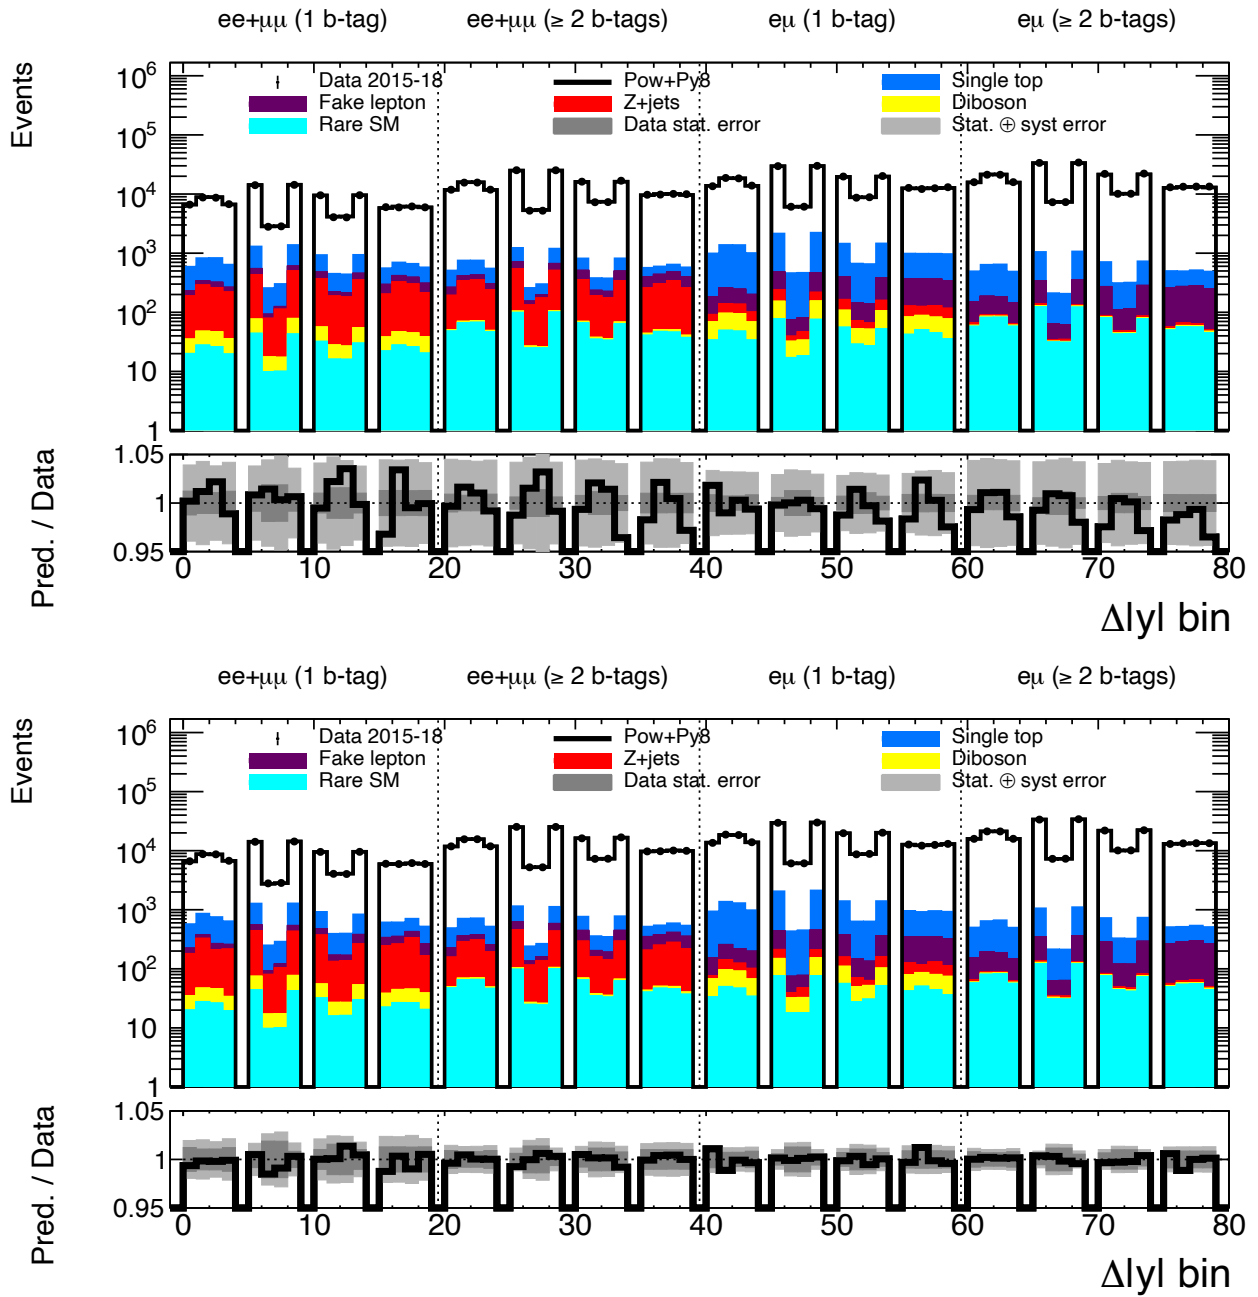 ee+μμ (1 b-tag) ee+μμ (≥ 2 b-tags) eμ (1 b-tag) eμ (≥ 2 b-tags)
Events
10⁶
10⁵
10⁴
10³
10²
10
1
Data 2015-18 Pow+Py8 Single top
Fake lepton Z+jets Diboson
Rare SM Data stat. error Stat. ⊕ syst error
Pred. / Data
1.05
1
0.95
0 10 20 30 40 50 60 70 80
Δlyl bin
ee+μμ (1 b-tag) ee+μμ (≥ 2 b-tags) eμ (1 b-tag) eμ (≥ 2 b-tags)
Events
10⁶
10⁵
10⁴
10³
10²
10
1
Data 2015-18 Pow+Py8 Single top
Fake lepton Z+jets Diboson
Rare SM Data stat. error Stat. ⊕ syst error
Pred. / Data
1.05
1
0.95
0 10 20 30 40 50 60 70 80
Δlyl bin